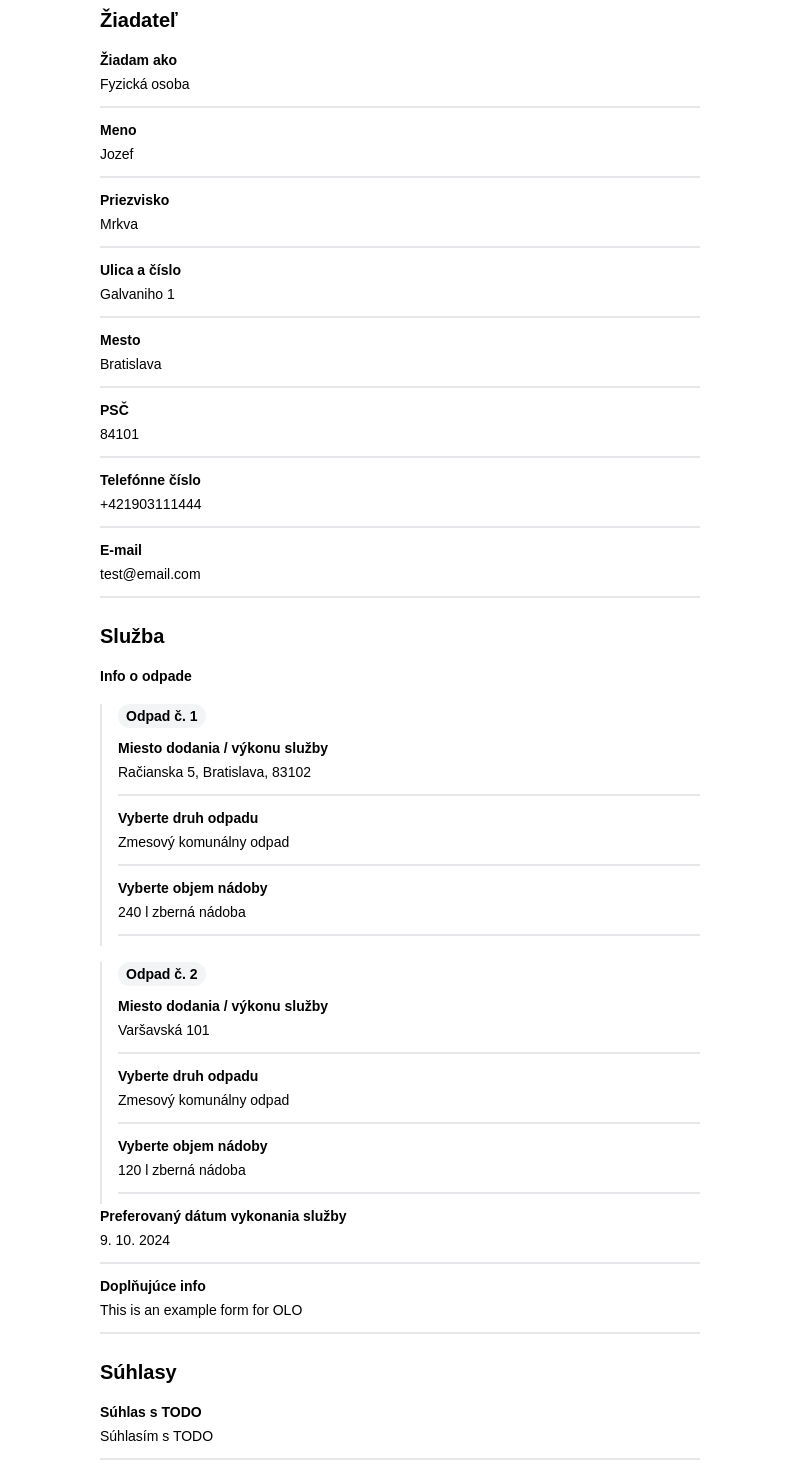 Žiadateľ
Žiadam ako
Fyzická osoba
Meno
Jozef
Priezvisko
Mrkva
Ulica a číslo
Galvaniho 1
Mesto
Bratislava
PSČ
84101
Telefónne číslo
+421903111444
E-mail
test@email.com
Služba
Info o odpade
Odpad č. 1
Miesto dodania / výkonu služby
Račianska 5, Bratislava, 83102
Vyberte druh odpadu
Zmesový komunálny odpad
Vyberte objem nádoby
240 l zberná nádoba
Odpad č. 2
Miesto dodania / výkonu služby
Varšavská 101
Vyberte druh odpadu
Zmesový komunálny odpad
Vyberte objem nádoby
120 l zberná nádoba
Preferovaný dátum vykonania služby
9. 10. 2024
Doplňujúce info
This is an example form for OLO
Súhlasy
Súhlas s TODO
Súhlasím s TODO